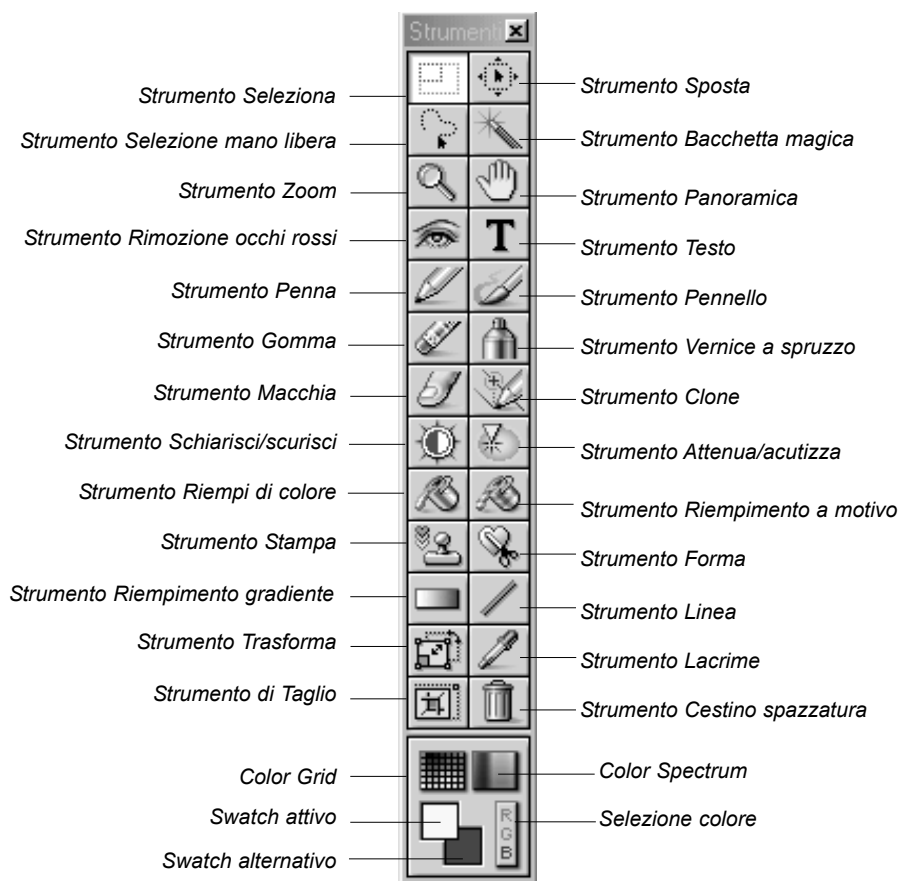 Strumenti
Strumento Seleziona
Strumento Sposta
Strumento Selezione mano libera
Strumento Bacchetta magica
Strumento Zoom
Strumento Panoramica
Strumento Rimozione occhi rossi
T
Strumento Testo
Strumento Penna
Strumento Pennello
Strumento Gomma
Strumento Vernice a spruzzo
Strumento Macchia
Strumento Clone
Strumento Schiarisci/scurisci
Strumento Attenua/acutizza
Strumento Riempi di colore
Strumento Riempimento a motivo
Strumento Stampa
Strumento Forma
Strumento Riempimento gradiente
Strumento Linea
Strumento Trasforma
Strumento Lacrime
Strumento di Taglio
Strumento Cestino spazzatura
Color Grid
Color Spectrum
Swatch attivo
R
G
B
Selezione colore
Swatch alternativo